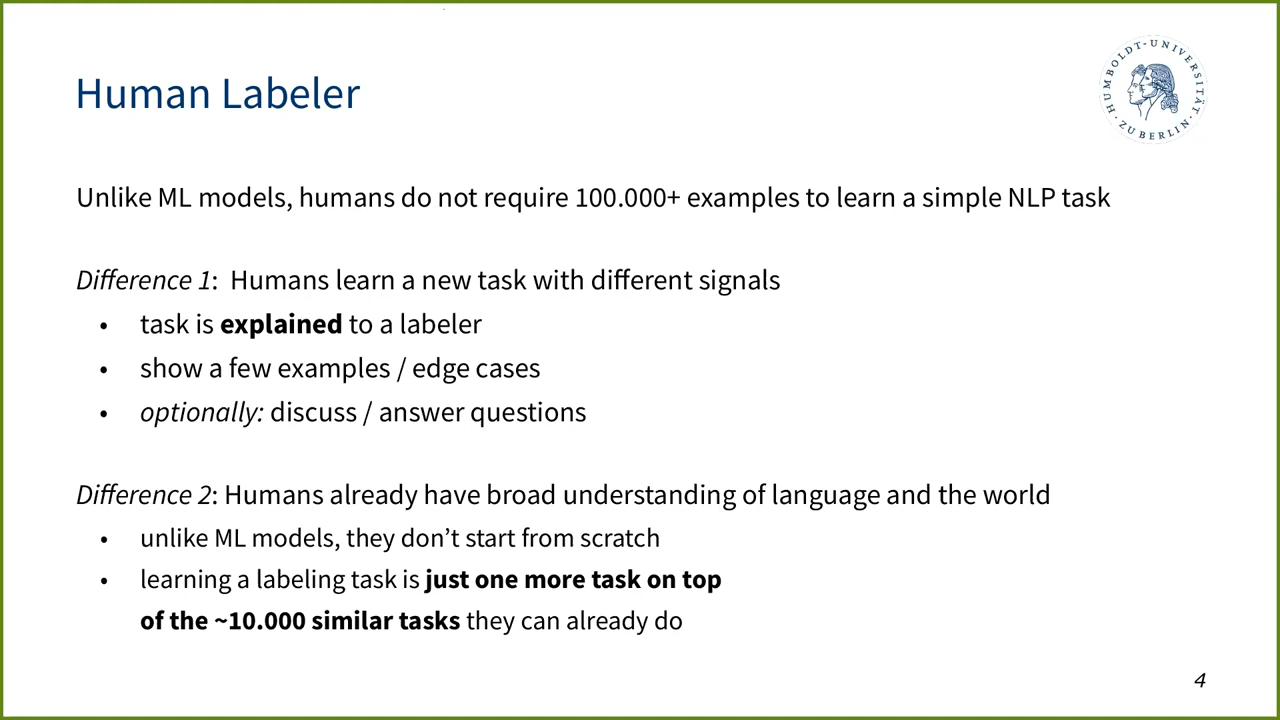 Human Labeler
HUMBOLDT-UNIVERSITÄT
· ZU BERLIN ·
Unlike ML models, humans do not require 100.000+ examples to learn a simple NLP task
Difference 1:  Humans learn a new task with different signals
• task is explained to a labeler
• show a few examples / edge cases
• optionally: discuss / answer questions
Difference 2: Humans already have broad understanding of language and the world
• unlike ML models, they don’t start from scratch
• learning a labeling task is just one more task on top
of the ~10.000 similar tasks they can already do
4